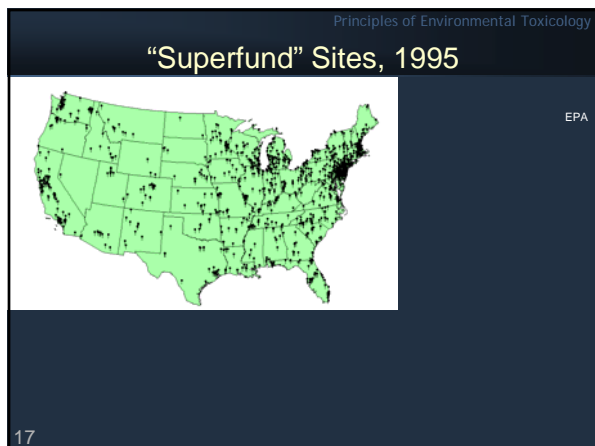 Principles of Environmental Toxicology
“Superfund” Sites, 1995
EPA
17